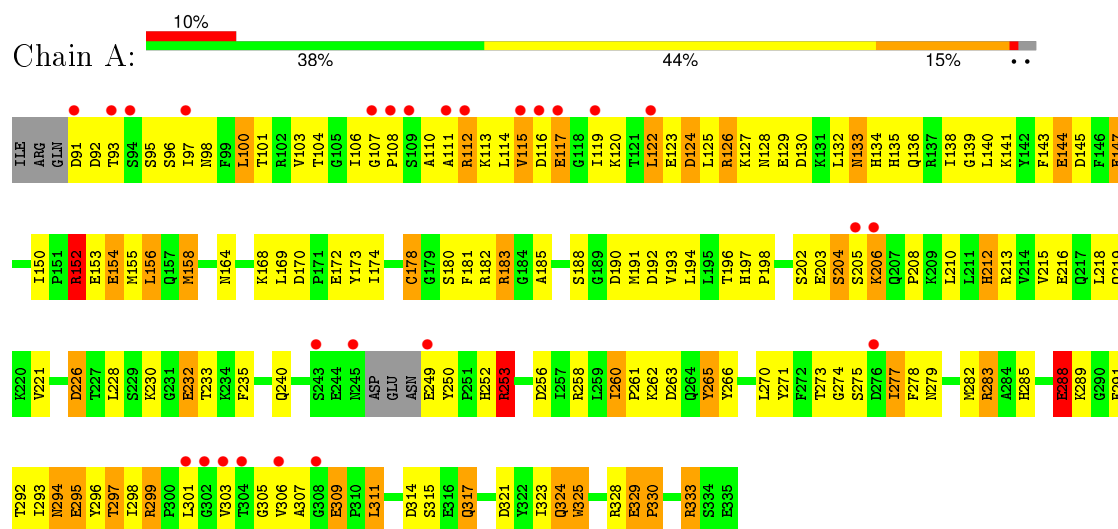 10%
Chain A:
38% 44% 15% ••
ILE ARG GLN D91 D92 T93 S94 S95 S96 I97 N98 F99 L100 T101 R102 V103 T104 G105 I106 G107 P108 S109 A110 A111 R112 K113 L114 V115 D116 E117 G118 I119 K120 T121 L122 E123 D124 L125 R126 K127 N128 E129 D130 K131 L132 N133 H134 H135 Q136 R137 I138 G139 L140 K141 Y142 F143 E144 D145 F146 E147
I150 P151 R152 E153 E154 M155 L156 Q157 M158 N164 K168 L169 D170 P171 E172 Y173 I174 C178 G179 S180 F181 R182 R183 G184 A185 S188 G189 D190 M191 D192 V193 L194 L195 T196 H197 P198 S202 E203 S204 S205 K206 Q207 P208 K209 L210 L211 H212 R213 V214 V215 E216 Q217 L218 Q219
K220 V221 D226 T227 L228 S229 K230 G231 E232 T233 K234 F235 Q240 S243 E244 N245 ASP GLU ASN E249 Y250 P251 H252 R253 D256 I257 R258 L259 I260 P261 K262 D263 Q264 Y265 Y266 L270 Y271 F272 T273 G274 S275 D276 I277 F278 N279 M282 R283 A284 H285 E288 K289 G290 F291
T292 I293 N294 E295 Y296 T297 I298 R299 P300 L301 G302 V303 T304 G305 V306 A307 G308 E309 P310 L311 D314 S315 E316 Q317 D321 Y322 I323 Q324 W325 R328 E329 P330 R333 S334 E335